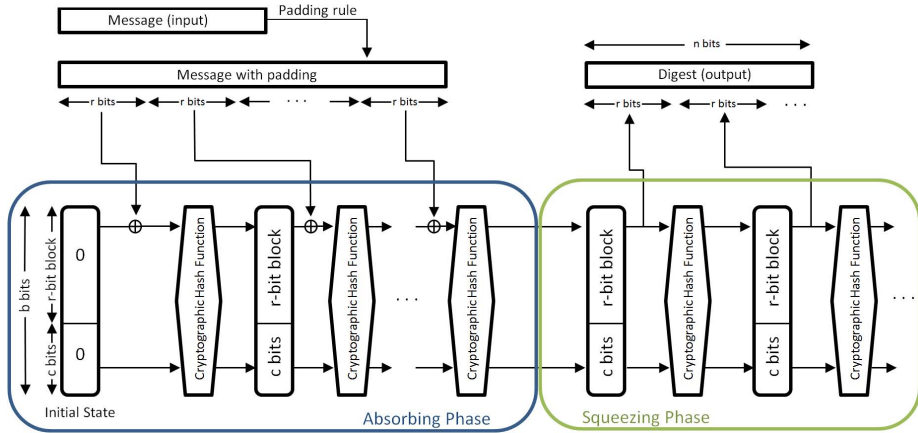 Message (input)
Padding rule
Message with padding
r bits
r bits
. . .
r bits
n bits
Digest (output)
r bits
r bits
. . .
b bits
r-bit block
c bits
0
0
Initial State
Cryptographic Hash Function
r-bit block
c bits
Cryptographic Hash Function
. . .
Cryptographic Hash Function
Absorbing Phase
r-bit block
c bits
Cryptographic Hash Function
r-bit block
c bits
Cryptographic Hash Function
. . .
Squeezing Phase